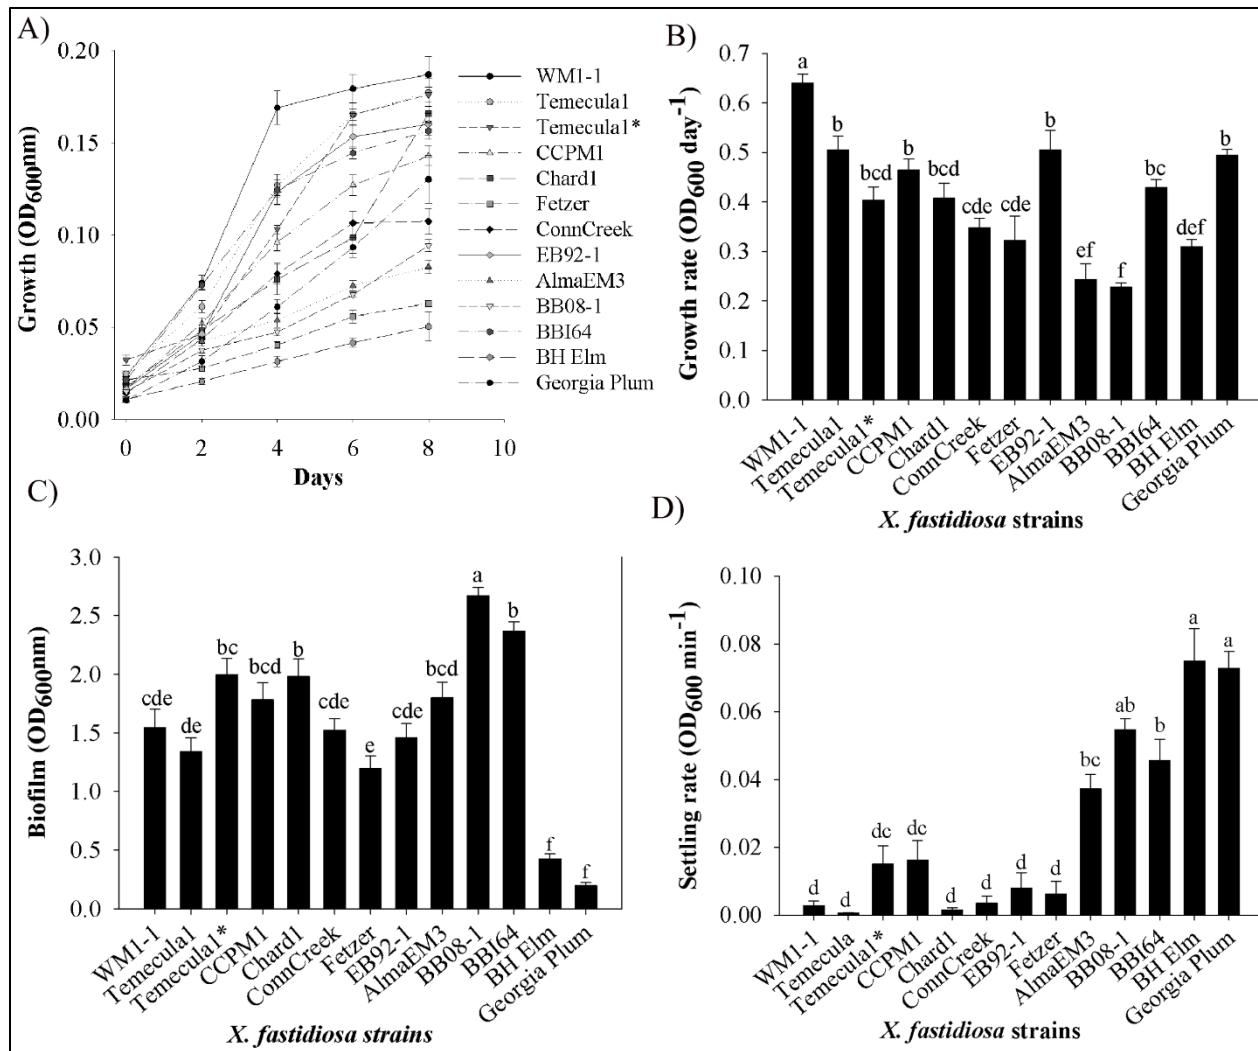 A)
0.20
0.15
0.10
0.05
0.00
Growth (OD600nm)
0 2 4 6 8 10
Days
WM1-1
Temecula1
Temecula1*
CCPM1
Chard1
Fetzer
ConnCreek
EB92-1
AlmaEM3
BB08-1
BBI64
BH Elm
Georgia Plum
B)
0.7
0.6
0.5
0.4
0.3
0.2
0.1
0.0
Growth rate (OD600 day-1)
a b bcd b bcd cde cde b ef f bc def b
WM1-1
Temecula1
Temecula1*
CCPM1
Chard1
ConnCreek
Fetzer
EB92-1
AlmaEM3
BB08-1
BBI64
BH Elm
Georgia Plum
X. fastidiosa strains
C)
3.0
2.5
2.0
1.5
1.0
0.5
0.0
Biofilm (OD600nm)
cde de bc bcd b cde e cde bcd a b f f
WM1-1
Temecula1
Temecula1*
CCPM1
Chard1
ConnCreek
Fetzer
EB92-1
AlmaEM3
BB08-1
BBI64
BH Elm
Georgia Plum
X. fastidiosa strains
D)
0.10
0.08
0.06
0.04
0.02
0.00
Settling rate (OD600 min-1)
d d dc dc d d d d bc ab b a a
WM1-1
Temecula
Temecula1*
CCPM1
Chard1
ConnCreek
EB92-1
Fetzer
AlmaEM3
BB08-1
BBI64
BH Elm
Georgia Plum
X. fastidiosa strains